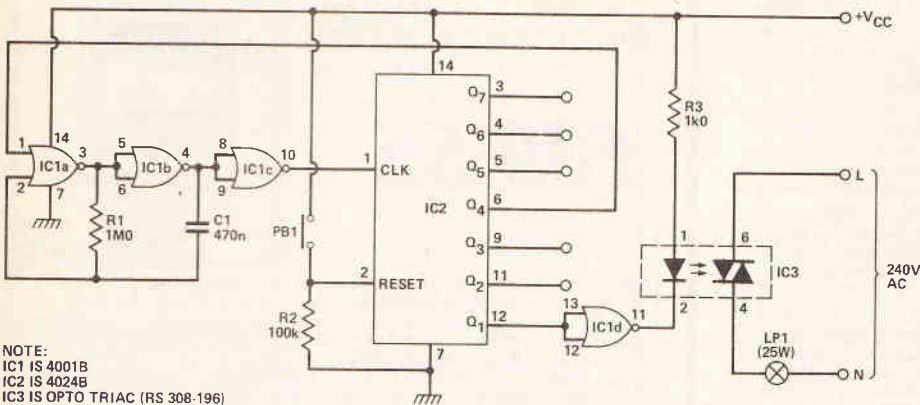 +VCC
14
Q7 3
R3
1k0
1
14
3
5
4
8
10
Q6 4
IC1a
IC1b
IC1c
1
CLK
Q5 5
2
7
6
9
IC2
Q4 6
L
R1
1M0
C1
470n
PB1
1
6
Q3 9
IC3
240V
AC
2
RESET
Q2 11
2
4
R2
100k
Q1 12
13
IC1d
11
12
LP1
(25W)
7
N
NOTE:
IC1 IS 4001B
IC2 IS 4024B
IC3 IS OPTO TRIAC (RS 308-196)